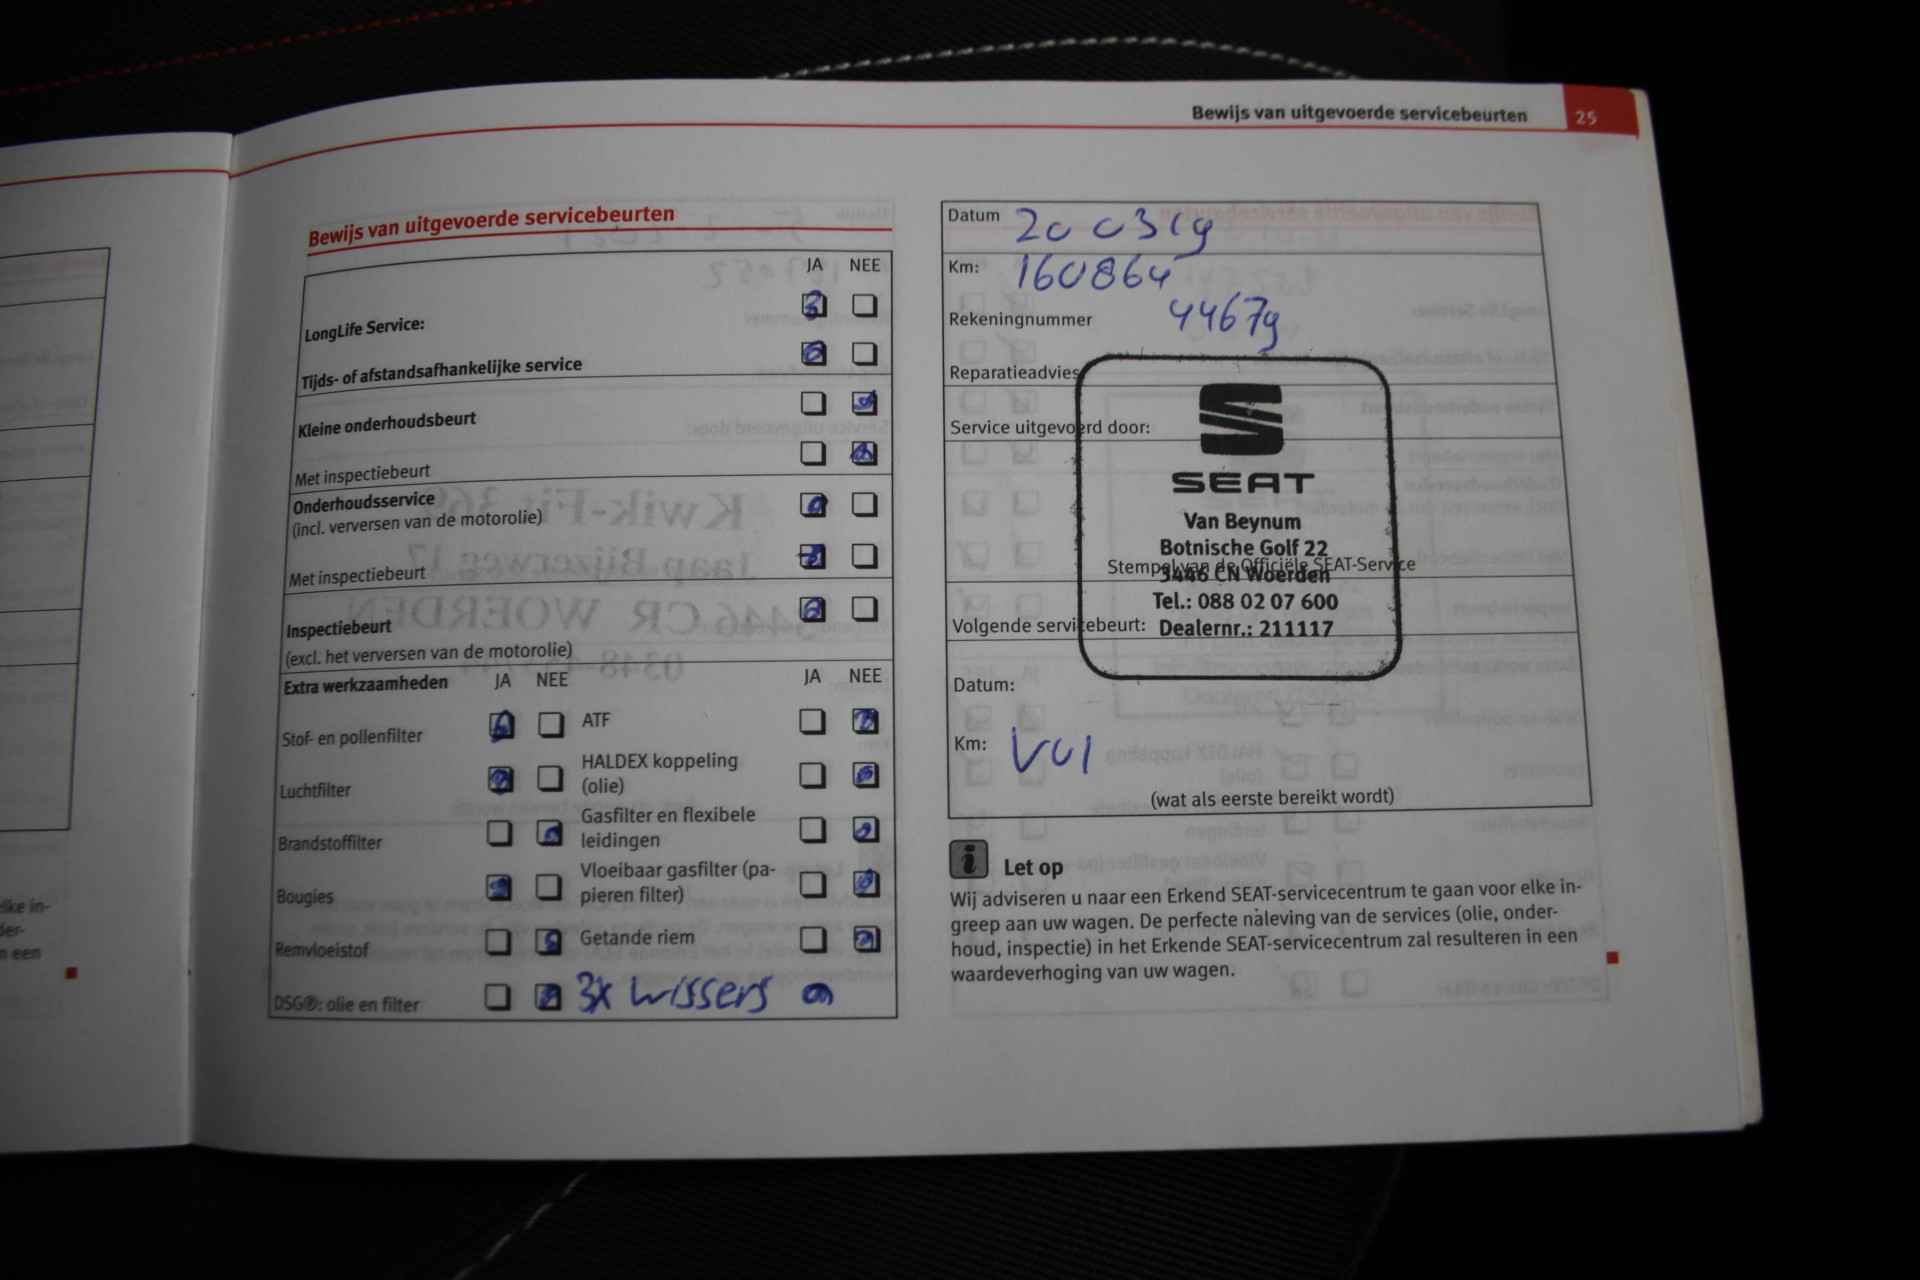 Bewijs van uitgevoerde servicebeurten 25
Bewijs van uitgevoerde servicebeurten
JA NEE
LongLife Service:
Tijds- of afstandsafhankelijke service
Kleine onderhoudsbeurt
Met inspectiebeurt
Onderhoudsservice
(incl. verversen van de motorolie)
Met inspectiebeurt
Inspectiebeurt
(excl. het verversen van de motorolie)
Extra werkzaamheden JA NEE JA NEE
Stof- en pollenfilter ATF
Luchtfilter HALDEX koppeling
(olie)
Brandstoffilter Gasfilter en flexibele
leidingen
Bougies Vloeibaar gasfilter (pa-
pieren filter)
Remvloeistof Getande riem
DSG®: olie en filter 3x wissers
Datum 20 03 19
Km: 160864
Rekeningnummer 44679
Reparatieadvies
Service uitgevoerd door:
SEAT
Van Beynum
Botnische Golf 22
Stempel van de Officiële SEAT-Service
3446 CN Woerden
Tel.: 088 02 07 600
Volgende servicebeurt: Dealernr.: 211117
Datum:
Km:
(wat als eerste bereikt wordt)
i Let op
Wij adviseren u naar een Erkend SEAT-servicecentrum te gaan voor elke in-
greep aan uw wagen. De perfecte naleving van de services (olie, onder-
houd, inspectie) in het Erkende SEAT-servicecentrum zal resulteren in een
waardeverhoging van uw wagen.